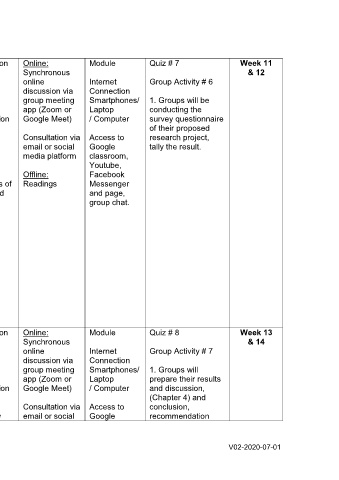 on
ion
s of
d
Online:
Synchronous
online
discussion via
group meeting
app (Zoom or
Google Meet)
Consultation via
email or social
media platform
Offline:
Readings
Module
Internet
Connection
Smartphones/
Laptop
/ Computer
Access to
Google
classroom,
Youtube,
Facebook
Messenger
and page,
group chat.
Quiz # 7
Group Activity # 6
1. Groups will be
conducting the
survey questionnaire
of their proposed
research project,
tally the result.
Week 11
& 12
on
ion
Online:
Synchronous
online
discussion via
group meeting
app (Zoom or
Google Meet)
Consultation via
email or social
Module
Internet
Connection
Smartphones/
Laptop
/ Computer
Access to
Google
Quiz # 8
Group Activity # 7
1. Groups will
prepare their results
and discussion,
(Chapter 4) and
conclusion,
recommendation
Week 13
& 14
V02-2020-07-01